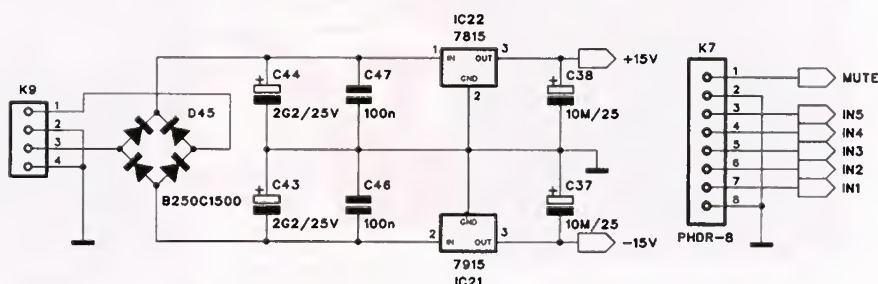 K9
1
2
3
4
D45
B250C1500
+
C44
2G2/25V
C47
100n
+
C43
2G2/25V
C46
100n
IC22
7815
1
IN
OUT
3
GND
2
+
C38
10M/25
+15V
+
C37
10M/25
GND
1
2
IN
OUT
3
7915
IC21
-15V
K7
1
2
3
4
5
6
7
8
PHDR-8
MUTE
IN5
IN4
IN3
IN2
IN1